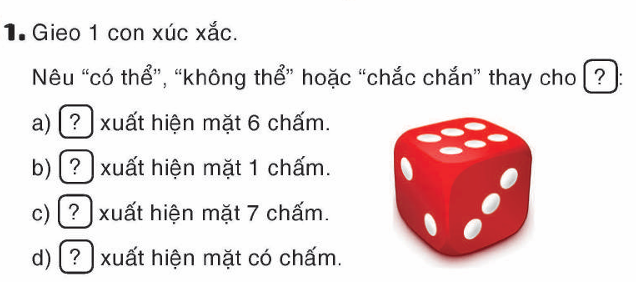 1. Gieo 1 con xúc xắc.
Nêu “có thể”, “không thể” hoặc “chắc chắn” thay cho ? :
a) ? xuất hiện mặt 6 chấm.
b) ? xuất hiện mặt 1 chấm.
c) ? xuất hiện mặt 7 chấm.
d) ? xuất hiện mặt có chấm.